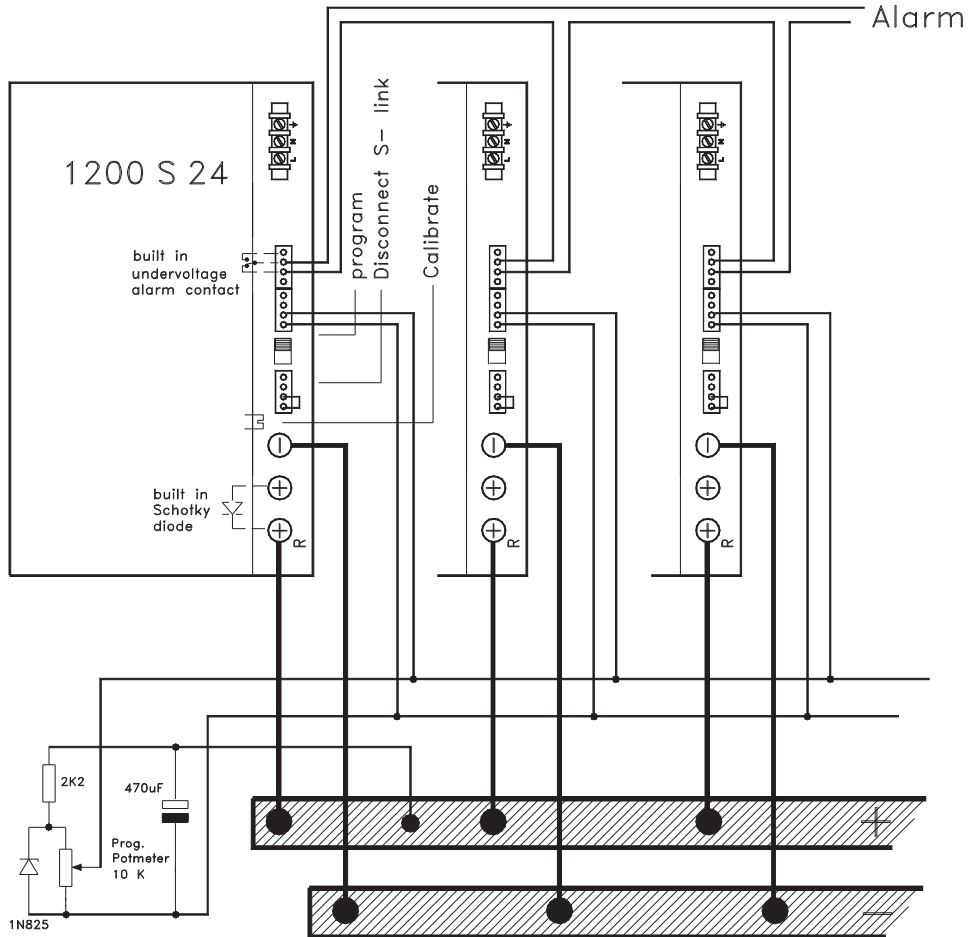 Alarm
1200 S 24
N
L
N
L
N
L
program
Disconnect S- link
Calibrate
built in
undervoltage
alarm contact
built in
Schotky
diode
R
R
R
2K2
470uF
Prog.
Potmeter
10 K
1N825
+
−